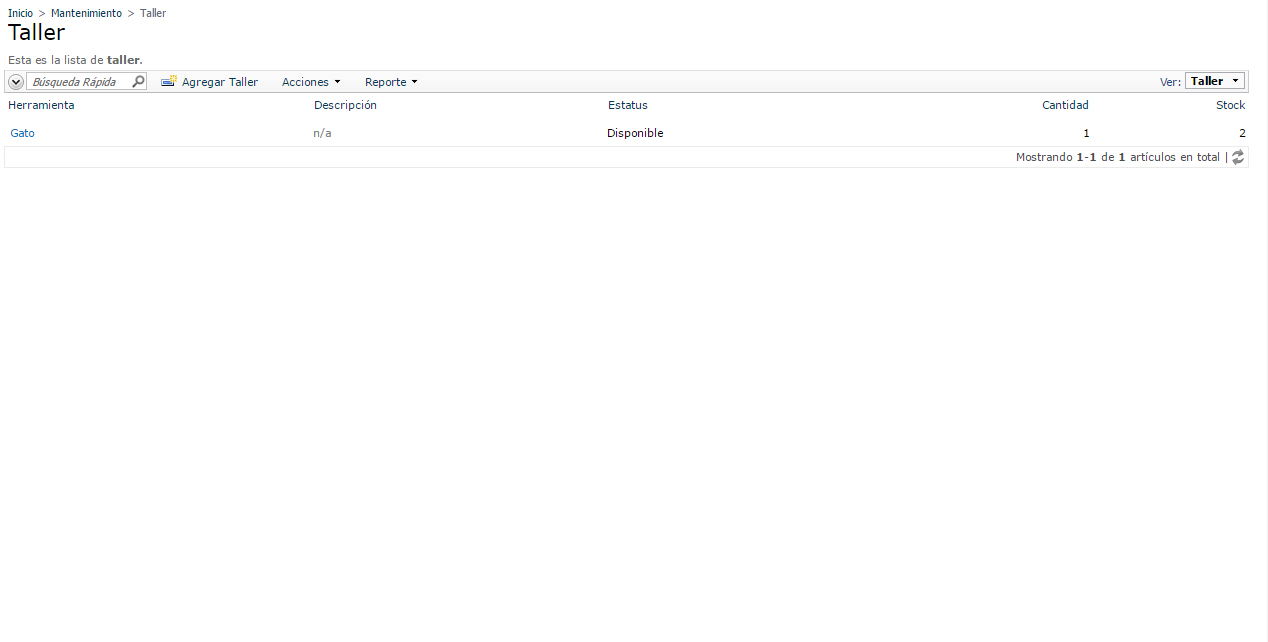 Inicio > Mantenimiento > Taller
Taller
Esta es la lista de taller.
Búsqueda Rápida Agregar Taller Acciones Reporte Ver: Taller
Herramienta Descripción Estatus Cantidad Stock
Gato n/a Disponible 1 2
Mostrando 1-1 de 1 artículos en total |